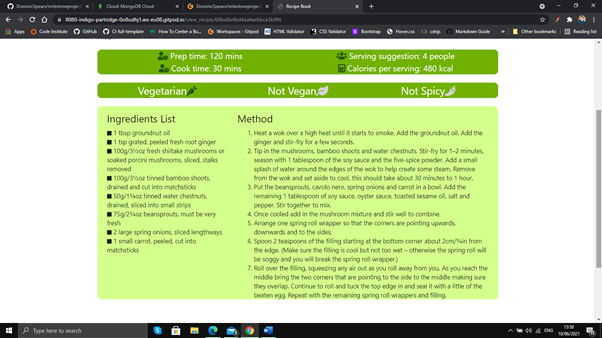 DominicSpears/milestoneproject
Cloud: MongoDB Cloud
DominicSpears/milestoneproject
Recipe Book
8080-indigo-partridge-0o8udhj1.ws-eu08.gitpod.io/view_recipe/
Apps
Code Institute
GitHub
CI-full-template
How To Center a Bu
Workspaces - Gitpod
HTML Validator
CSS Validator
Bootstrap
Hover.css
cdnjs
Markdown Guide
Other bookmarks
Reading list
Prep time: 120 mins
Serving suggestion: 4 people
Cook time: 30 mins
Calories per serving: 480 kcal
Vegetarian
Not Vegan
Not Spicy
Ingredients List
1 tbsp groundnut oil
1 tsp grated, peeled fresh root ginger
100g/3½oz fresh shiitake mushrooms or
soaked porcini mushrooms, sliced, stalks
removed
100g/3½oz tinned bamboo shoots,
drained and cut into matchsticks
50g/1¾oz tinned water chestnuts,
drained, sliced into small strips
75g/2¾oz beansprouts, must be very
fresh
2 large spring onions, sliced lengthways
1 small carrot, peeled, cut into
matchsticks
Method
1. Heat a wok over a high heat until it starts to smoke. Add the groundnut oil. Add the
ginger and stir-fry for a few seconds.
2. Tip in the mushrooms, bamboo shoots and water chestnuts. Stir-fry for 1–2 minutes,
season with 1 tablespoon of the soy sauce and the five-spice powder. Add a small
splash of water around the edges of the wok to help create some steam. Remove
from the wok and set aside to cool, this should take about 30 minutes to 1 hour.
3. Put the beansprouts, cavolo nero, spring onions and carrot in a bowl. Add the
remaining 1 tablespoon of soy sauce, oyster sauce, toasted sesame oil, salt and
pepper. Stir together to mix.
4. Once cooled add in the mushroom mixture and stir well to combine.
5. Arrange one spring roll wrapper so that the corners are pointing upwards,
downwards and to the sides.
6. Spoon 2 teaspoons of the filling starting at the bottom corner about 2cm/¾in from
the edge. (Make sure the filling is cool but not too wet – otherwise the spring roll
will be soggy and you will break the spring roll wrapper.)
7. Roll over the filling, squeezing any air out as you roll away from you. As you reach the
middle bring the two corners that are pointing to the side to the middle making sure
they overlap. Continue to roll and tuck the top edge in and seal it with a little of the
beaten egg. Repeat with the remaining spring roll wrappers and filling.
Type here to search
ENG
15:58
10/06/2021